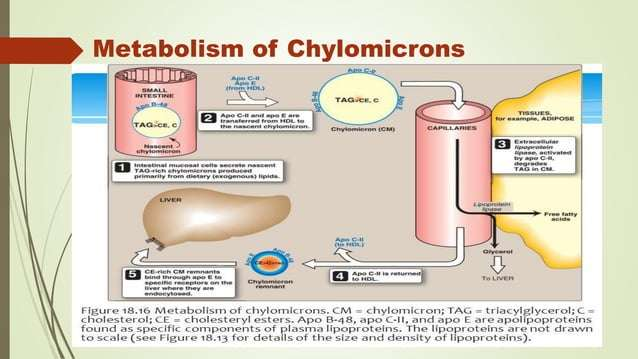 Metabolism of Chylomicrons
SMALL
INTESTINE
Apo B-48
TAG>CE, C
Nascent
chylomicron
1 Intestinal mucosal cells secrete nascent
TAG-rich chylomicrons produced
primarily from dietary (exogenous) lipids.
Apo C-II
Apo E
(from HDL)
2 Apo C-II and apo E are
transferred from HDL to
the nascent chylomicron.
Apo C-II
Apo B-48
Apo E
TAG>CE, C
Chylomicron (CM)
CAPILLARIES
TISSUES,
for example, ADIPOSE
3 Extracellular
lipoprotein
lipase, activated
by apo C-II,
degrades
TAG in CM.
Lipoprotein
lipase
Free fatty
acids
Glycerol
To LIVER
Apo C-II
(to HDL)
4 Apo C-II is returned
to HDL.
Apo E
Apo B-48
Chylomicron
remnant
LIVER
5 CE-rich CM remnants
bind through apo E to
specific receptors on the
liver where they are
endocytosed.
Figure 18.16 Metabolism of chylomicrons. CM = chylomicron; TAG = triacylglycerol; C =
cholesterol; CE = cholesteryl esters. Apo B-48, apo C-II, and apo E are apolipoproteins
found as specific components of plasma lipoproteins. The lipoproteins are not drawn
to scale (see Figure 18.13 for details of the size and density of lipoproteins).